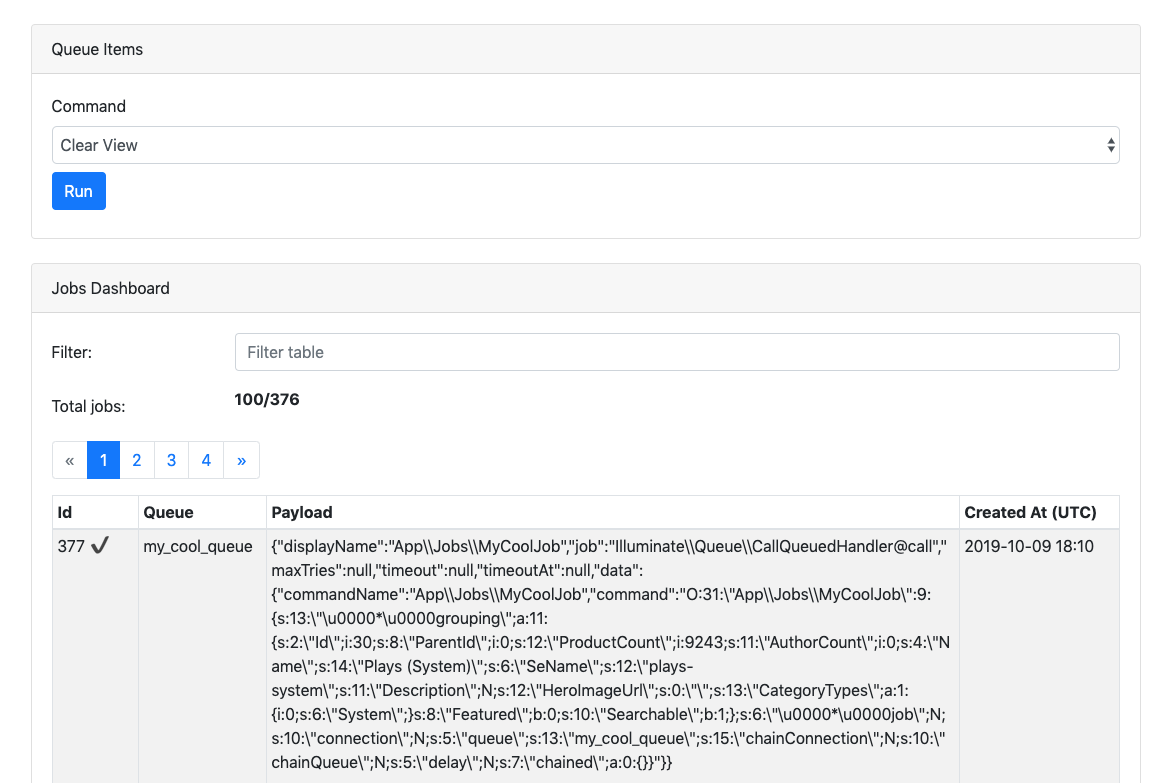 Queue Items
Command
Clear View
Run
Jobs Dashboard
Filter:
Filter table
Total jobs:
100/376
« 1 2 3 4 »
Id Queue Payload Created At (UTC)
377 ✔ my_cool_queue {"displayName":"App\\Jobs\\MyCoolJob","job":"Illuminate\\Queue\\CallQueuedHandler@call"," 2019-10-09 18:10
maxTries":null,"timeout":null,"timeoutAt":null,"data":
{"commandName":"App\\Jobs\\MyCoolJob","command":"O:31:\"App\\Jobs\\MyCoolJob\":9:
{s:13:\"\u0000*\u0000grouping\";a:11:
{s:2:\"Id\";i:30;s:8:\"ParentId\";i:0;s:12:\"ProductCount\";i:9243;s:11:\"AuthorCount\";i:0;s:4:\"N
ame\";s:14:\"Plays (System)\";s:6:\"SeName\";s:12:\"plays-
system\";s:11:\"Description\";N;s:12:\"HeroImageUrl\";s:0:\"\";s:13:\"CategoryTypes\";a:1:
{i:0;s:6:\"System\";}s:8:\"Featured\";b:0;s:10:\"Searchable\";b:1;};s:6:\"\u0000*\u0000job\";N;
s:10:\"connection\";N;s:5:\"queue\";s:13:\"my_cool_queue\";s:15:\"chainConnection\";N;s:10:\"
chainQueue\";N;s:5:\"delay\";N;s:7:\"chained\";a:0:{}}"}}